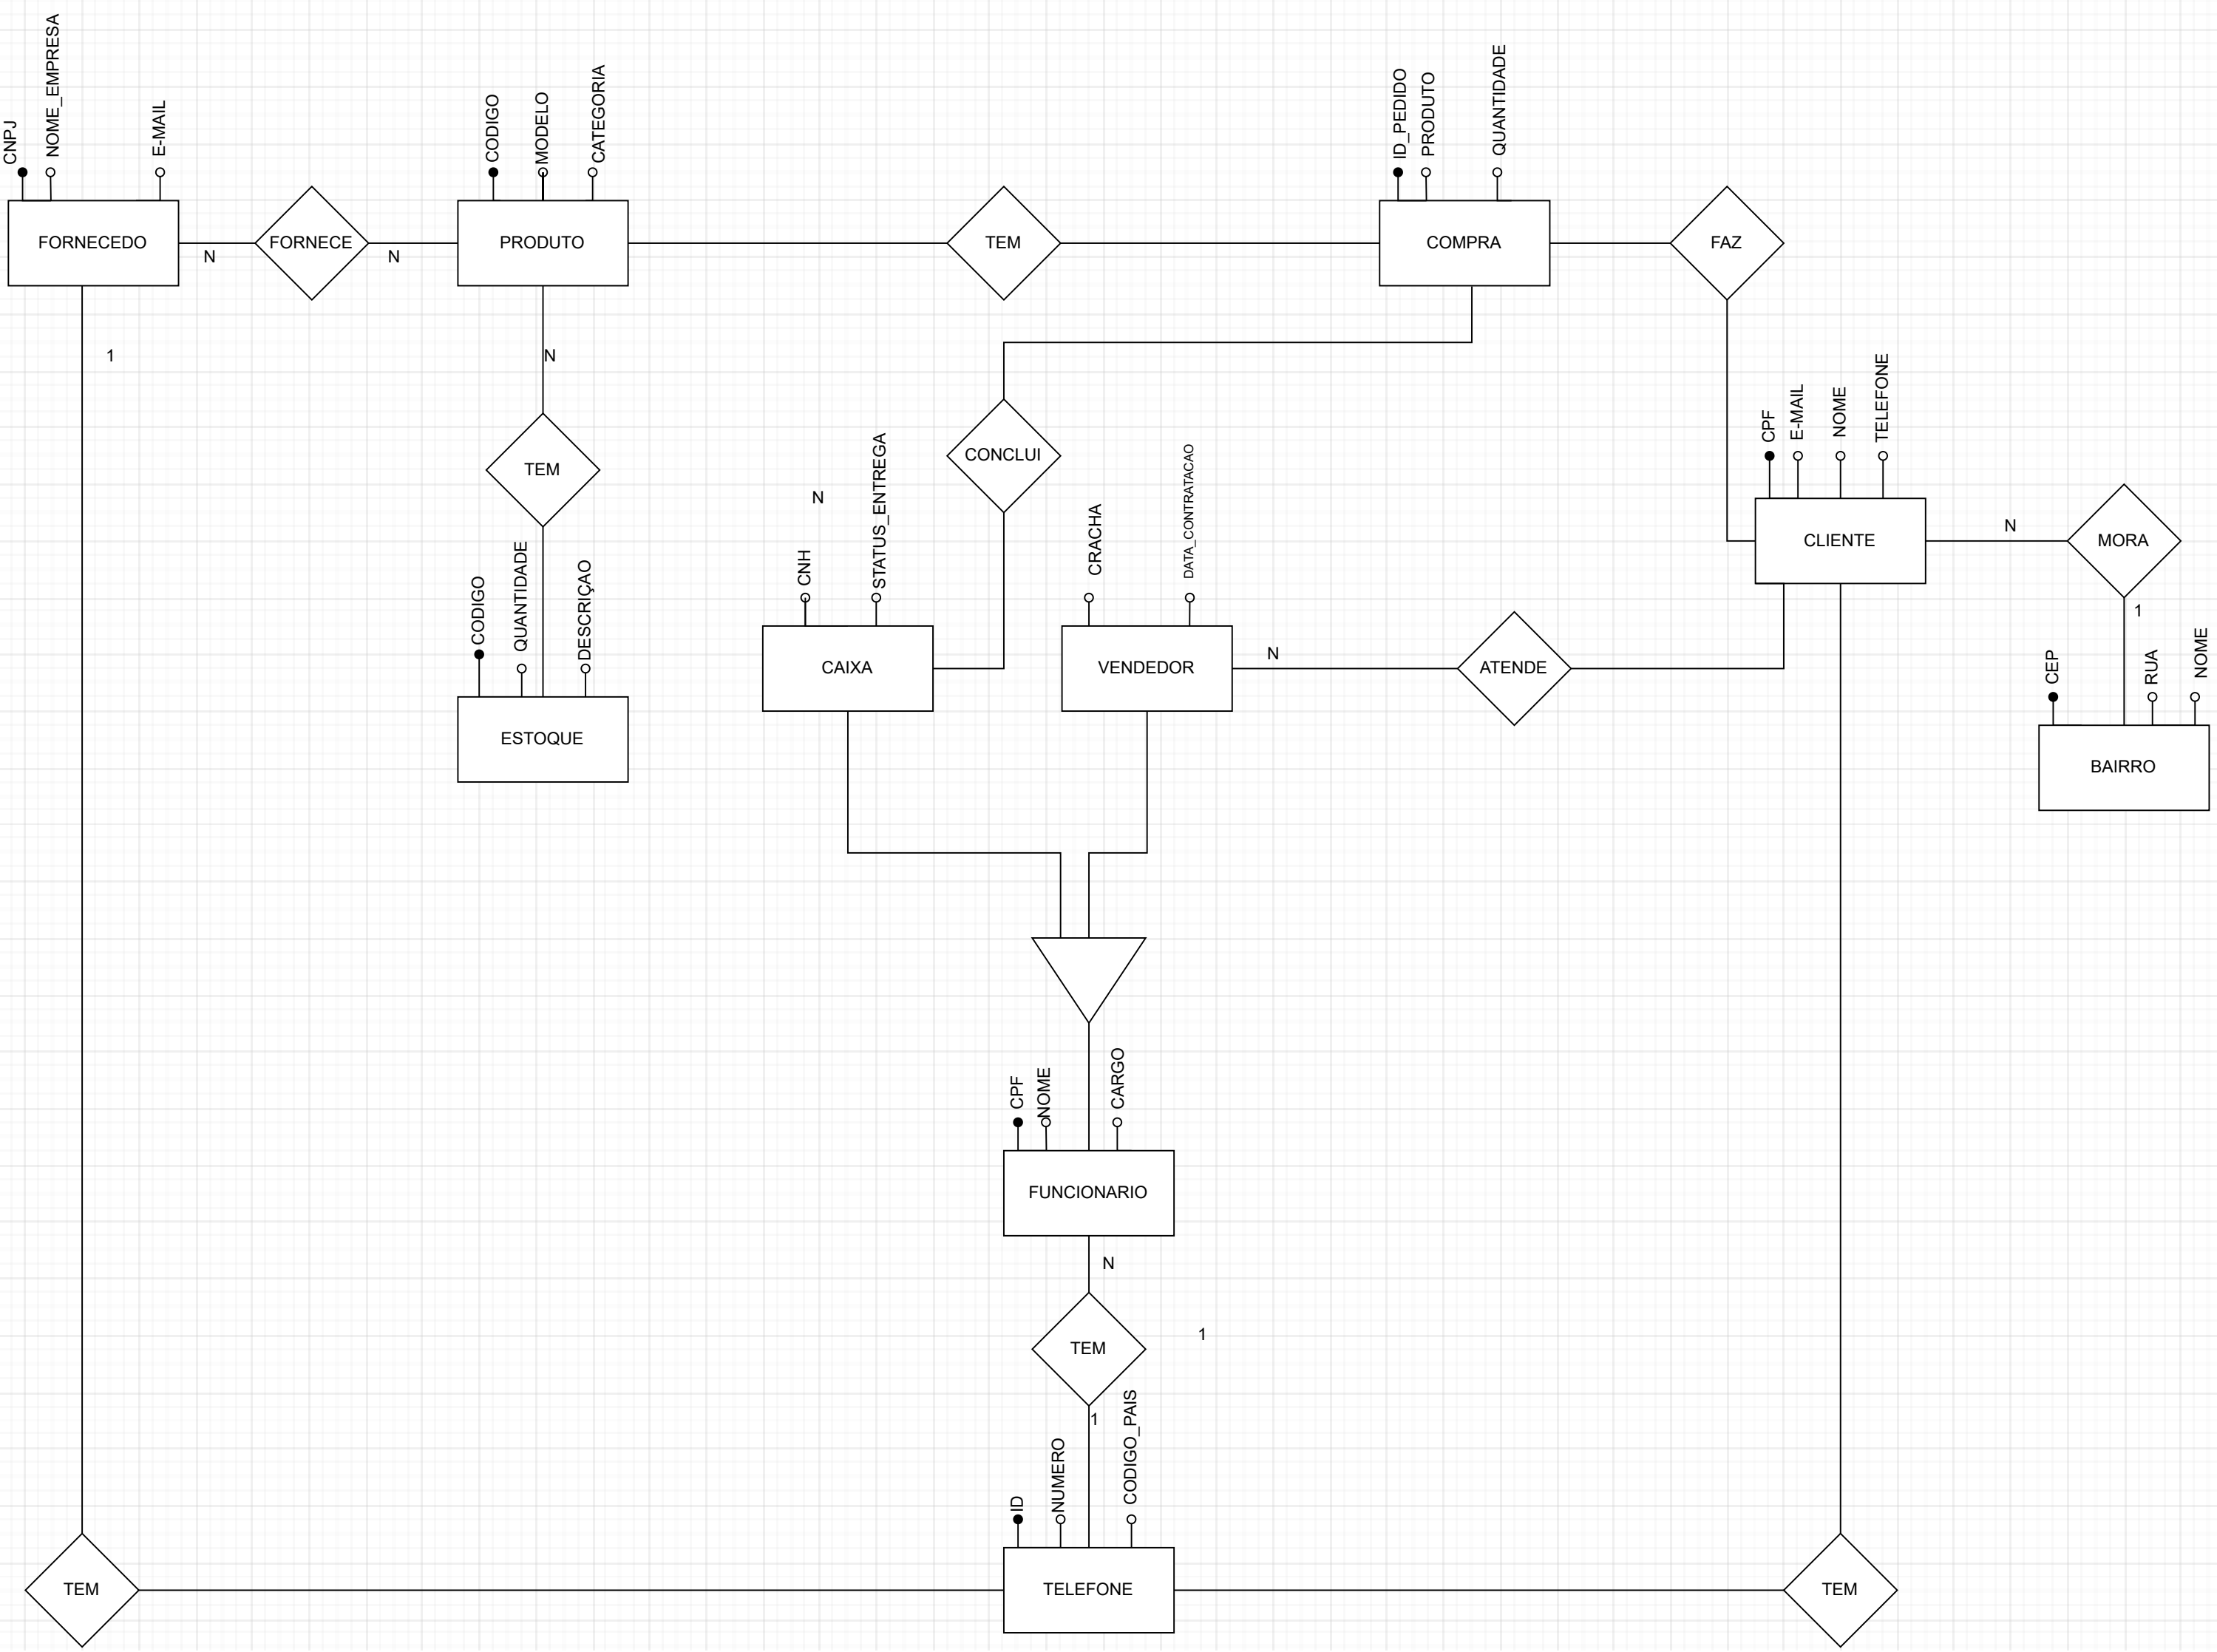 CNPJ
NOME_EMPRESA
E-MAIL
CODIGO
MODELO
CATEGORIA
ID_PEDIDO
PRODUTO
QUANTIDADE
FORNECEDO
N
FORNECE
N
PRODUTO
TEM
COMPRA
FAZ
1
N
TEM
CONCLUI
CPF
E-MAIL
NOME
TELEFONE
N
CNH
STATUS_ENTREGA
CRACHA
DATA_CONTRATACAO
CLIENTE
N
MORA
1
CODIGO
QUANTIDADE
DESCRIÇAO
CAIXA
VENDEDOR
N
ATENDE
CEP
RUA
NOME
ESTOQUE
BAIRRO
CPF
NOME
CARGO
FUNCIONARIO
N
TEM
1
1
ID
NUMERO
CODIGO_PAIS
TEM
TELEFONE
TEM